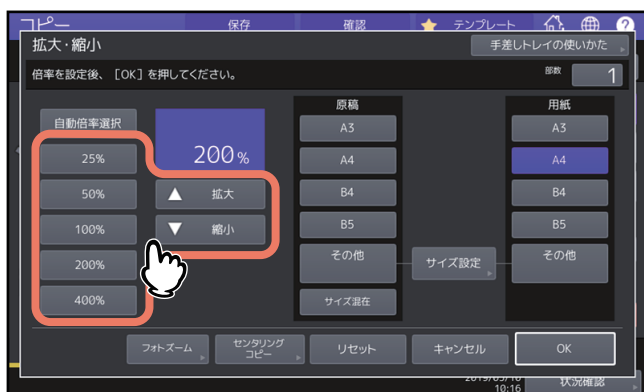 コピー 保存 確認 テンプレート ?
拡大・縮小 手差しトレイの使いかた
倍率を設定後、［OK］を押してください。 部数 1
自動倍率選択 200% 原稿 用紙
25% A3 A3
50% 拡大 A4 A4
100% 縮小 B4 B4
200% B5 B5
400% その他 サイズ設定 その他
サイズ混在
フォトズーム センタリング リセット キャンセル OK
コピー
10:16 状況確認